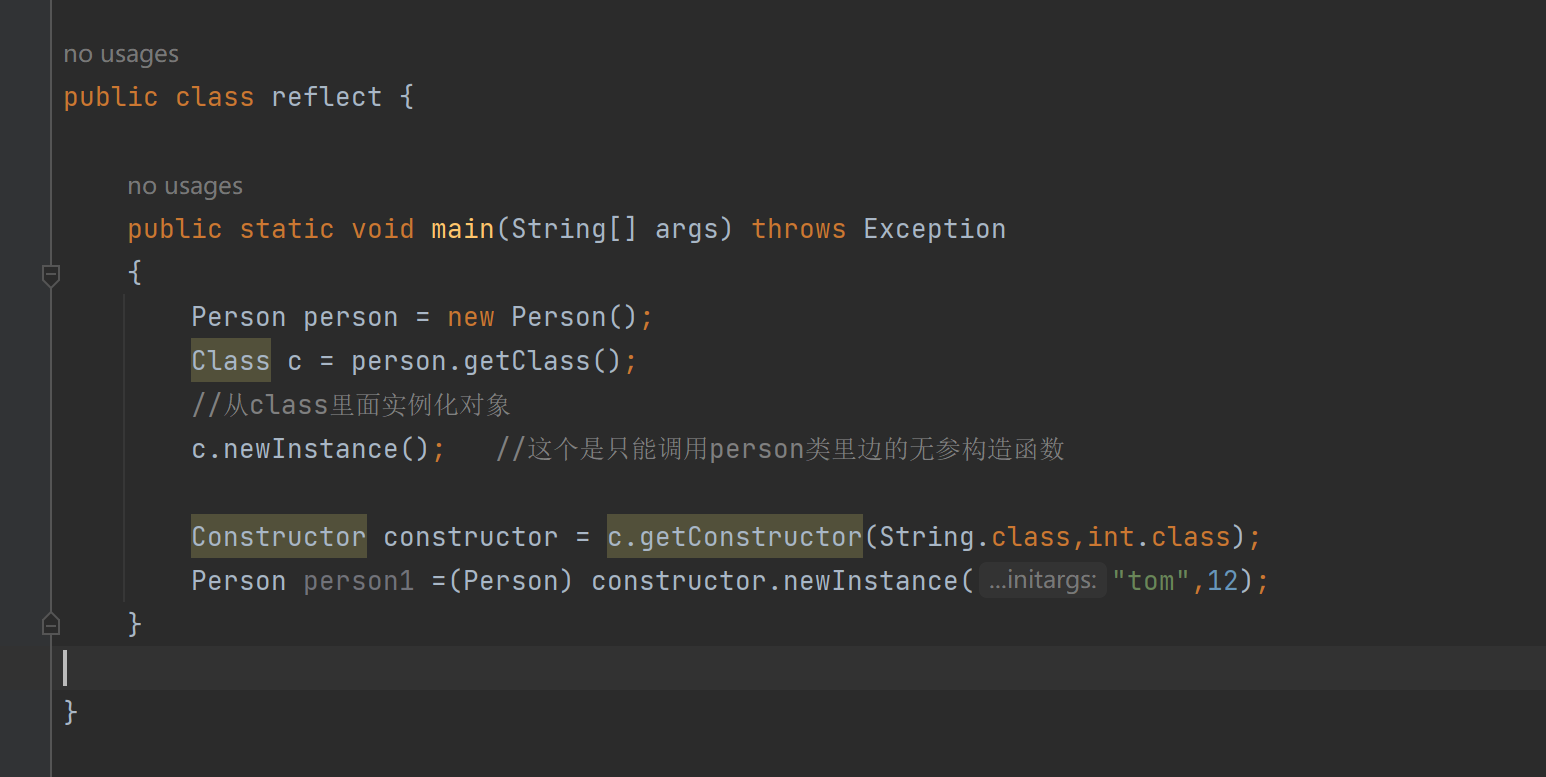 no usages
public class reflect {
no usages
public static void main(String[] args) throws Exception
{
Person person = new Person();
Class c = person.getClass();
//从class里面实例化对象
c.newInstance();   //这个是只能调用person类里边的无参构造函数
Constructor constructor = c.getConstructor(String.class,int.class);
Person person1 =(Person) constructor.newInstance( ...initargs: "tom",12);
}
}